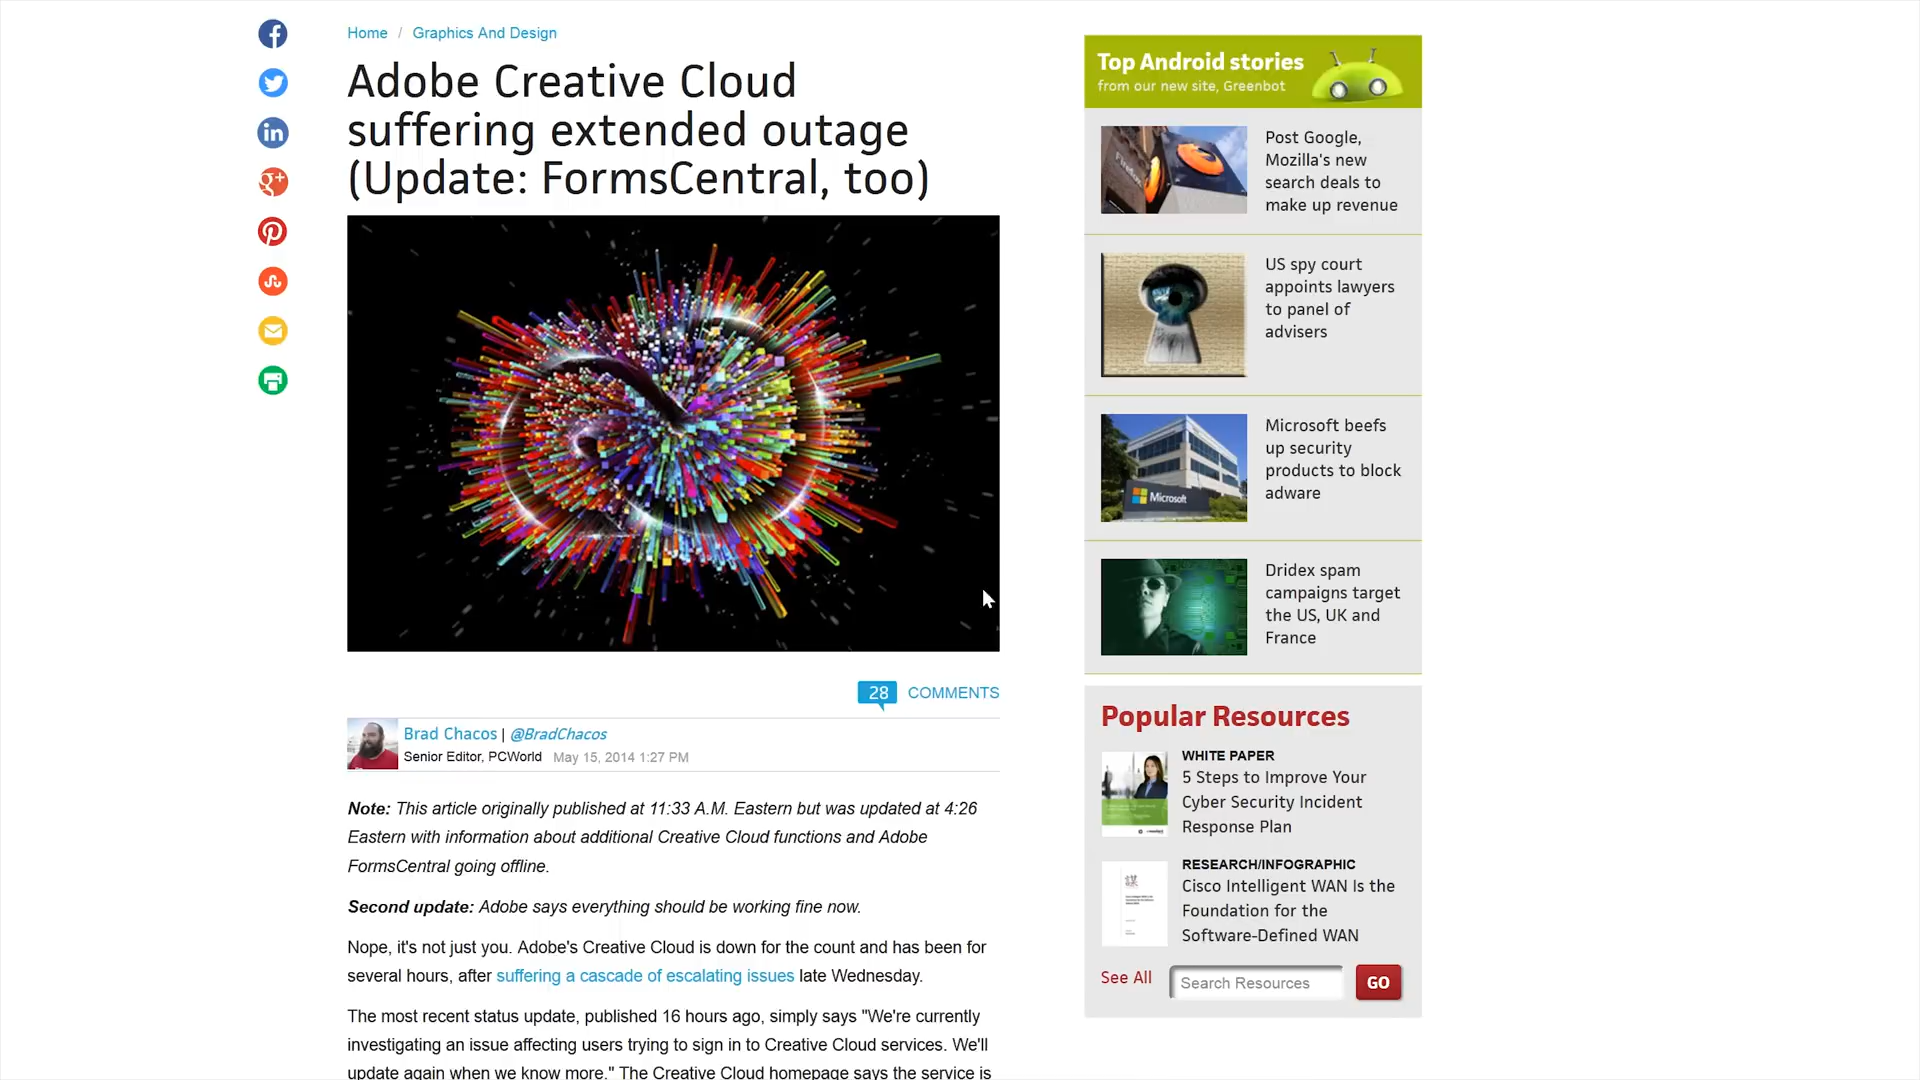 Home / Graphics And Design
Adobe Creative Cloud
suffering extended outage
(Update: FormsCentral, too)
28 COMMENTS
Brad Chacos | @BradChacos
Senior Editor, PCWorld May 15, 2014 1:27 PM
Note: This article originally published at 11:33 A.M. Eastern but was updated at 4:26
Eastern with information about additional Creative Cloud functions and Adobe
FormsCentral going offline.
Second update: Adobe says everything should be working fine now.
Nope, it's not just you. Adobe's Creative Cloud is down for the count and has been for
several hours, after suffering a cascade of escalating issues late Wednesday.
The most recent status update, published 16 hours ago, simply says "We're currently
investigating an issue affecting users trying to sign in to Creative Cloud services. We'll
update again when we know more." The Creative Cloud homepage says the service is
Top Android stories
from our new site, Greenbot
Post Google,
Mozilla's new
search deals to
make up revenue
US spy court
appoints lawyers
to panel of
advisers
Microsoft
Microsoft beefs
up security
products to block
adware
Dridex spam
campaigns target
the US, UK and
France
Popular Resources
WHITE PAPER
5 Steps to Improve Your
Cyber Security Incident
Response Plan
RESEARCH/INFOGRAPHIC
Cisco Intelligent WAN Is the
Foundation for the
Software-Defined WAN
See All Search Resources GO